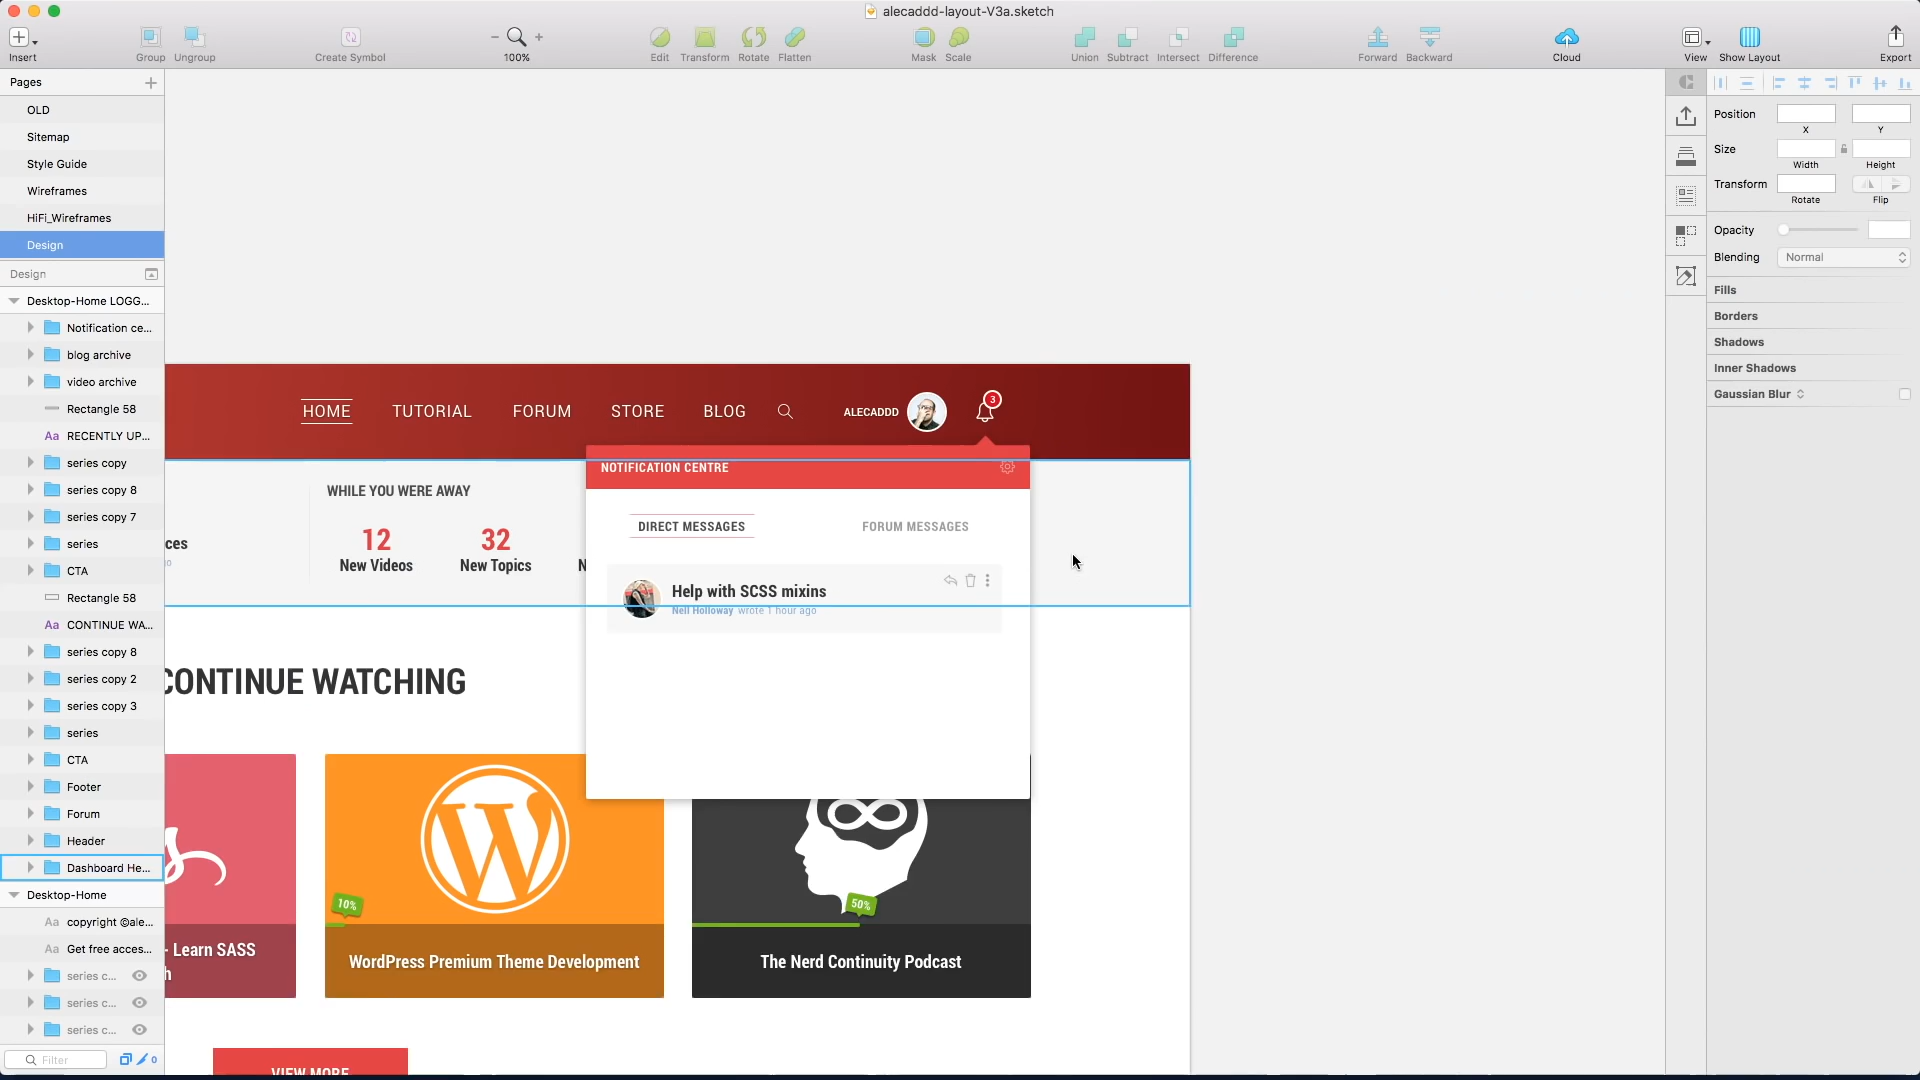 alecaddd-layout-V3a.sketch
Insert
Group
Ungroup
Create Symbol
100%
Edit
Transform
Rotate
Flatten
Mask
Scale
Union
Subtract
Intersect
Difference
Forward
Backward
Cloud
View
Show Layout
Export
Pages
OLD
Sitemap
Style Guide
Wireframes
HiFi_Wireframes
Design
Design
Desktop-Home LOGG...
Notification ce...
blog archive
video archive
Rectangle 58
Aa RECENTLY UP...
series copy
series copy 8
series copy 7
series
CTA
Rectangle 58
Aa CONTINUE WA...
series copy 8
series copy 2
series copy 3
series
CTA
Footer
Forum
Header
Dashboard He...
Desktop-Home
Aa copyright ©ale...
Aa Get free acces...
series c...
series c...
series c...
Filter
0
HOME
TUTORIAL
FORUM
STORE
BLOG
ALECADDD
3
NOTIFICATION CENTRE
DIRECT MESSAGES
FORUM MESSAGES
Help with SCSS mixins
Nell Holloway wrote 1 hour ago
WHILE YOU WERE AWAY
ces
12
New Videos
32
New Topics
N
CONTINUE WATCHING
- Learn SASS
h
10%
WordPress Premium Theme Development
50%
The Nerd Continuity Podcast
VIEW MORE
Position
X
Y
Size
Width
Height
Transform
Rotate
Flip
Opacity
Blending
Normal
Fills
Borders
Shadows
Inner Shadows
Gaussian Blur